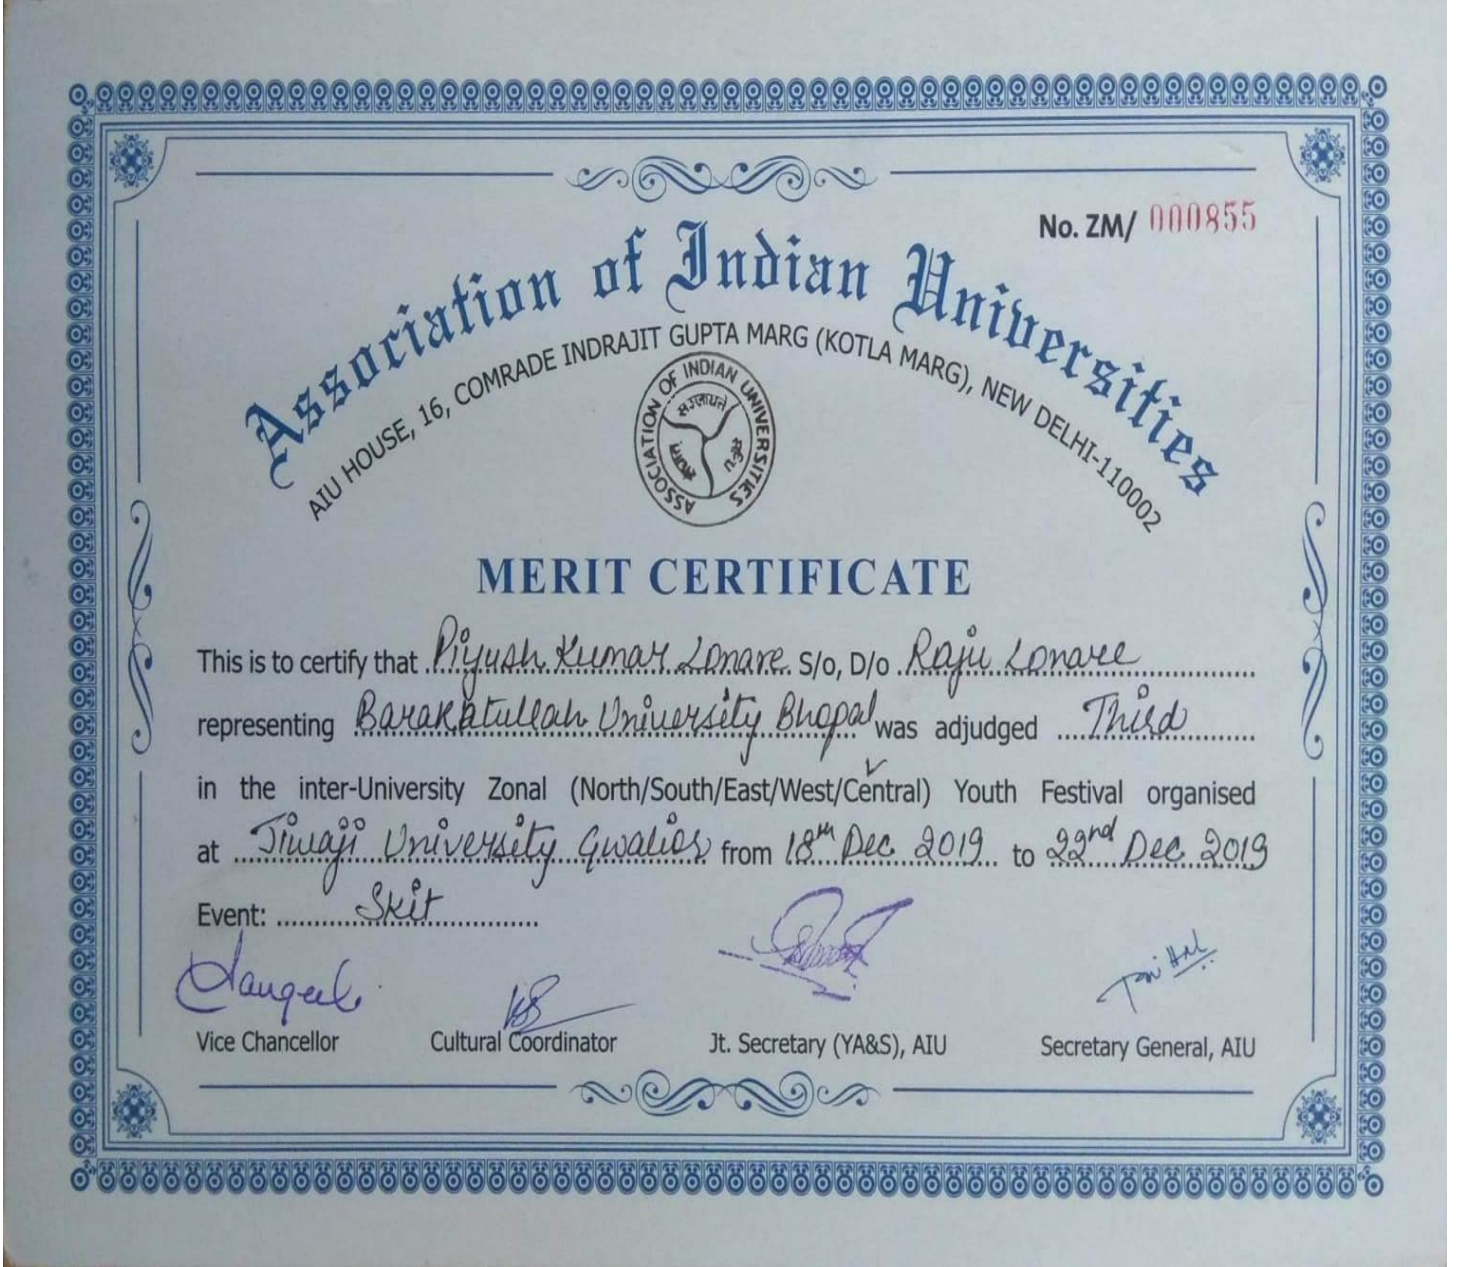 No. ZM/ 000855
Association of Indian Universities
AIU HOUSE, 16, COMRADE INDRAJIT GUPTA MARG (KOTLA MARG), NEW DELHI-110002
ASSOCIATION OF INDIAN UNIVERSITIES
MERIT CERTIFICATE
This is to certify that Piyush Kumar Lonare S/o, D/o Raju Lonare
representing Barakatullah University Bhopal was adjudged Third
in the inter-University Zonal (North/South/East/West/Central) Youth Festival organised
at Jiwaji University Gwalior from 18th Dec 2019 to 22nd Dec 2019
Event: Skit
Vice Chancellor Cultural Coordinator Jt. Secretary (YA&S), AIU Secretary General, AIU